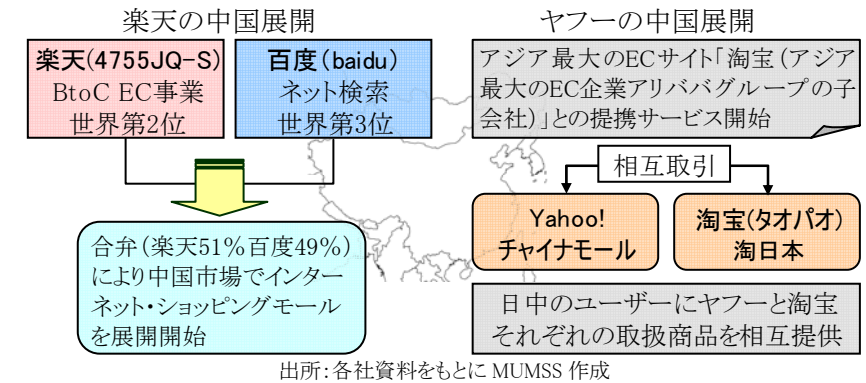 楽天の中国展開
楽天(4755JQ-S)
BtoC EC事業
世界第2位
百度(baidu)
ネット検索
世界第3位
合弁(楽天51%百度49%)
により中国市場でインター
ネット・ショッピングモール
を展開開始
ヤフーの中国展開
アジア最大のECサイト「淘宝(アジア
最大のEC企業アリババグループの子
会社)」との提携サービス開始
相互取引
Yahoo!
チャイナモール
淘宝(タオパオ)
淘日本
日中のユーザーにヤフーと淘宝
それぞれの取扱商品を相互提供
出所:各社資料をもとに MUMSS 作成